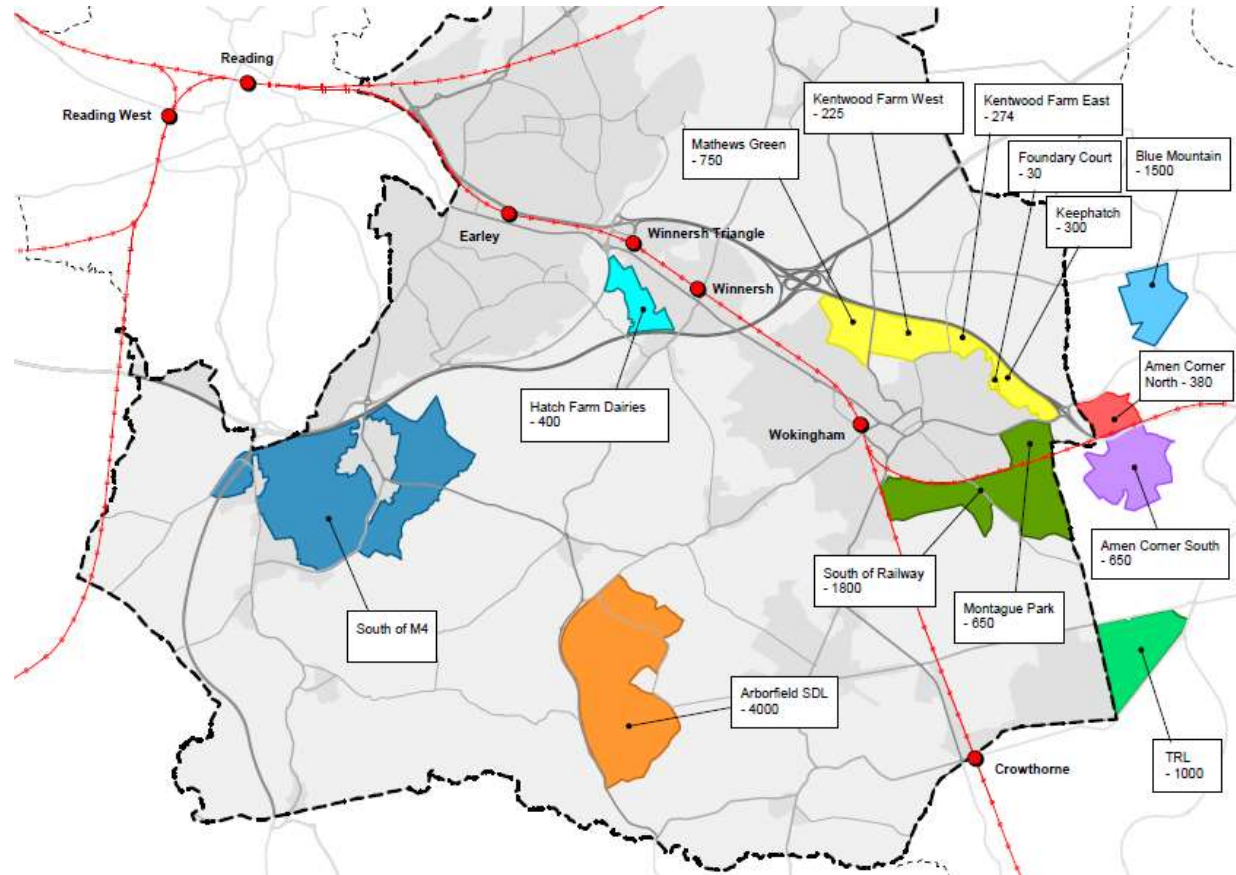 Reading
Reading West
Kentwood Farm West
- 225
Kentwood Farm East
- 274
Mathews Green
- 750
Foundary Court
- 30
Blue Mountain
- 1500
Keephatch
- 300
Earley
Winnersh Triangle
Winnersh
Amen Corner
North - 380
Hatch Farm Dairies
- 400
Wokingham
Amen Corner South
- 650
South of Railway
- 1800
Montague Park
- 650
South of M4
Arborfield SDL
- 4000
TRL
- 1000
Crowthorne